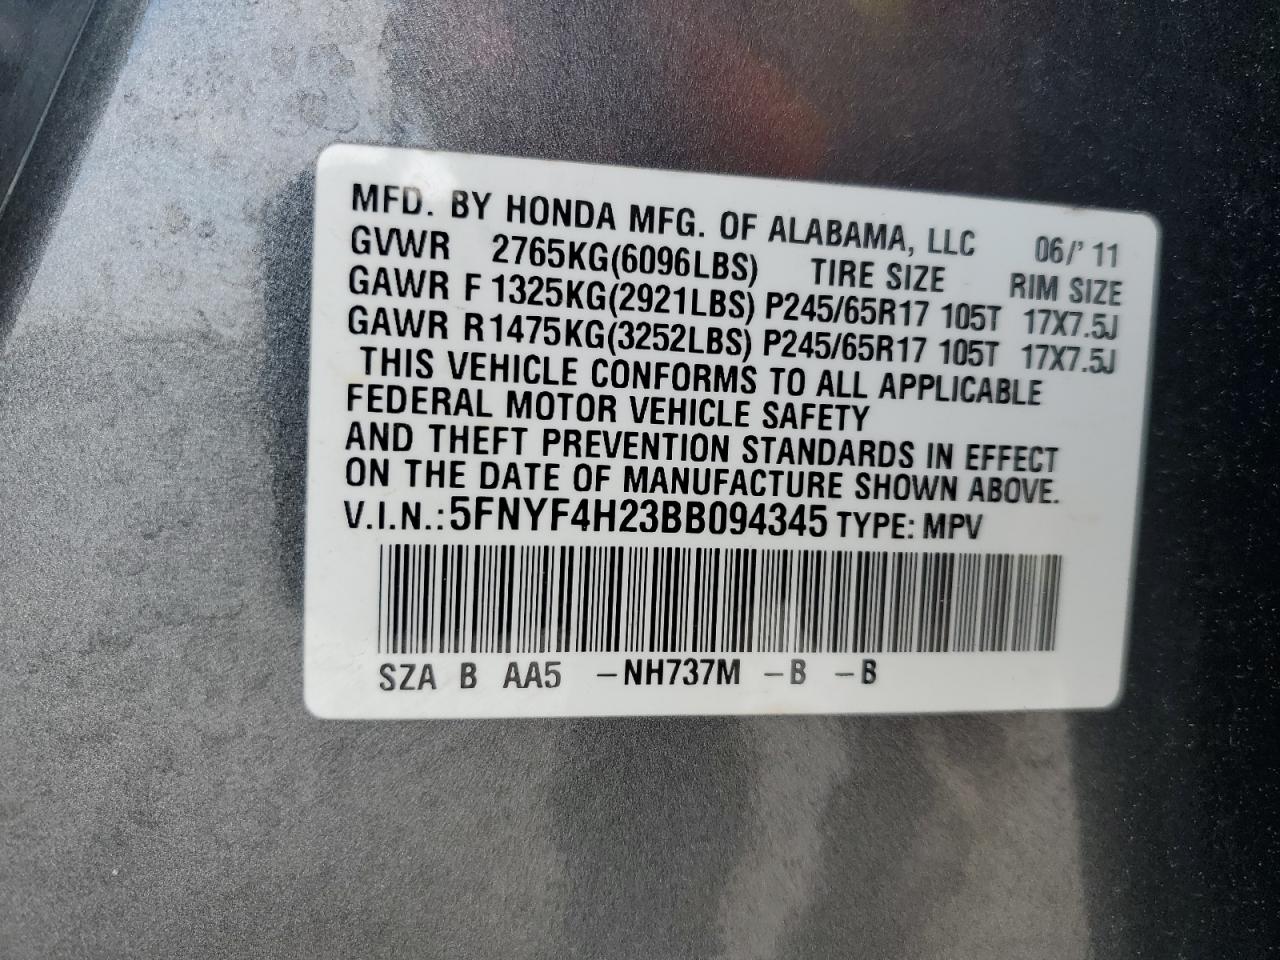 MFD. BY HONDA MFG. OF ALABAMA, LLC 06/'11
GVWR 2765KG(6096LBS) TIRE SIZE RIM SIZE
GAWR F 1325KG(2921LBS) P245/65R17 105T 17X7.5J
GAWR R 1475KG(3252LBS) P245/65R17 105T 17X7.5J
THIS VEHICLE CONFORMS TO ALL APPLICABLE
FEDERAL MOTOR VEHICLE SAFETY
AND THEFT PREVENTION STANDARDS IN EFFECT
ON THE DATE OF MANUFACTURE SHOWN ABOVE.
V.I.N.: 5FNYF4H23BB094345 TYPE: MPV
SZA B AA5 -NH737M -B -B